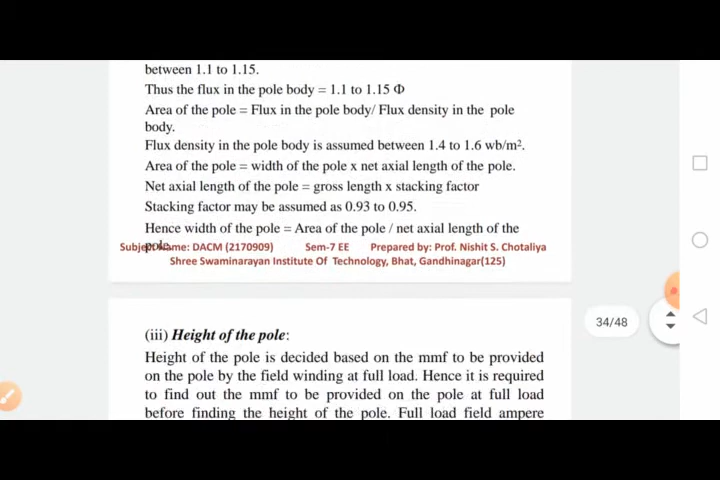 between 1.1 to 1.15.
Thus the flux in the pole body = 1.1 to 1.15 Φ
Area of the pole = Flux in the pole body/ Flux density in the pole
body.
Flux density in the pole body is assumed between 1.4 to 1.6 wb/m².
Area of the pole = width of the pole x net axial length of the pole.
Net axial length of the pole = gross length x stacking factor
Stacking factor may be assumed as 0.93 to 0.95.
Hence width of the pole = Area of the pole / net axial length of the
pole.
Subject Name: DACM (2170909) Sem-7 EE Prepared by: Prof. Nishit S. Chotaliya
Shree Swaminarayan Institute Of Technology, Bhat, Gandhinagar(125)
34/48
(iii) Height of the pole:
Height of the pole is decided based on the mmf to be provided
on the pole by the field winding at full load. Hence it is required
to find out the mmf to be provided on the pole at full load
before finding the height of the pole. Full load field ampere